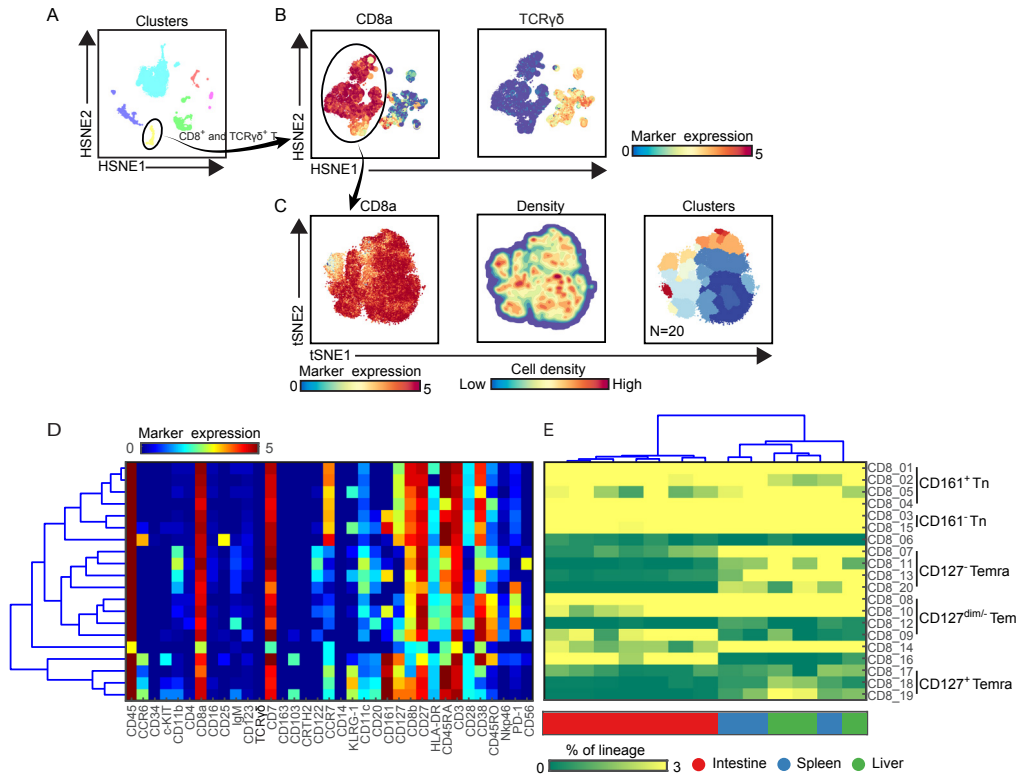 A
Clusters
HSNE2
HSNE1
CD8⁺ and TCRγδ⁺ T
B
CD8a
TCRγδ
HSNE2
HSNE1
Marker expression
0
5
C
CD8a
Density
Clusters
N=20
tSNE2
tSNE1
Marker expression
0
5
Cell density
Low
High
D
Marker expression
0
5
CD45
CCR6
CD34
c-KIT
CD11b
CD4
CD8a
CD16
CD25
IgM
CD123
TCRγδ
CD7
CD163
CD103
CRTH2
CD122
CCR7
CD14
KLRG-1
CD11c
CD20
CD161
CD127
CD8b
CD27
HLA-DR
CD45RA
CD3
CD28
CD38
CD45RO
Nkp46
PD-1
CD56
E
CD8_01
CD8_02
CD8_05
CD8_04
CD8_03
CD8_15
CD8_06
CD8_07
CD8_11
CD8_13
CD8_20
CD8_08
CD8_10
CD8_12
CD8_09
CD8_14
CD8_16
CD8_17
CD8_18
CD8_19
CD161⁺ Tn
CD161⁻Tn
CD127⁻Temra
CD127ᵈⁱᵐ/⁻ Tem
CD127⁺ Temra
% of lineage
0
3
Intestine
Spleen
Liver